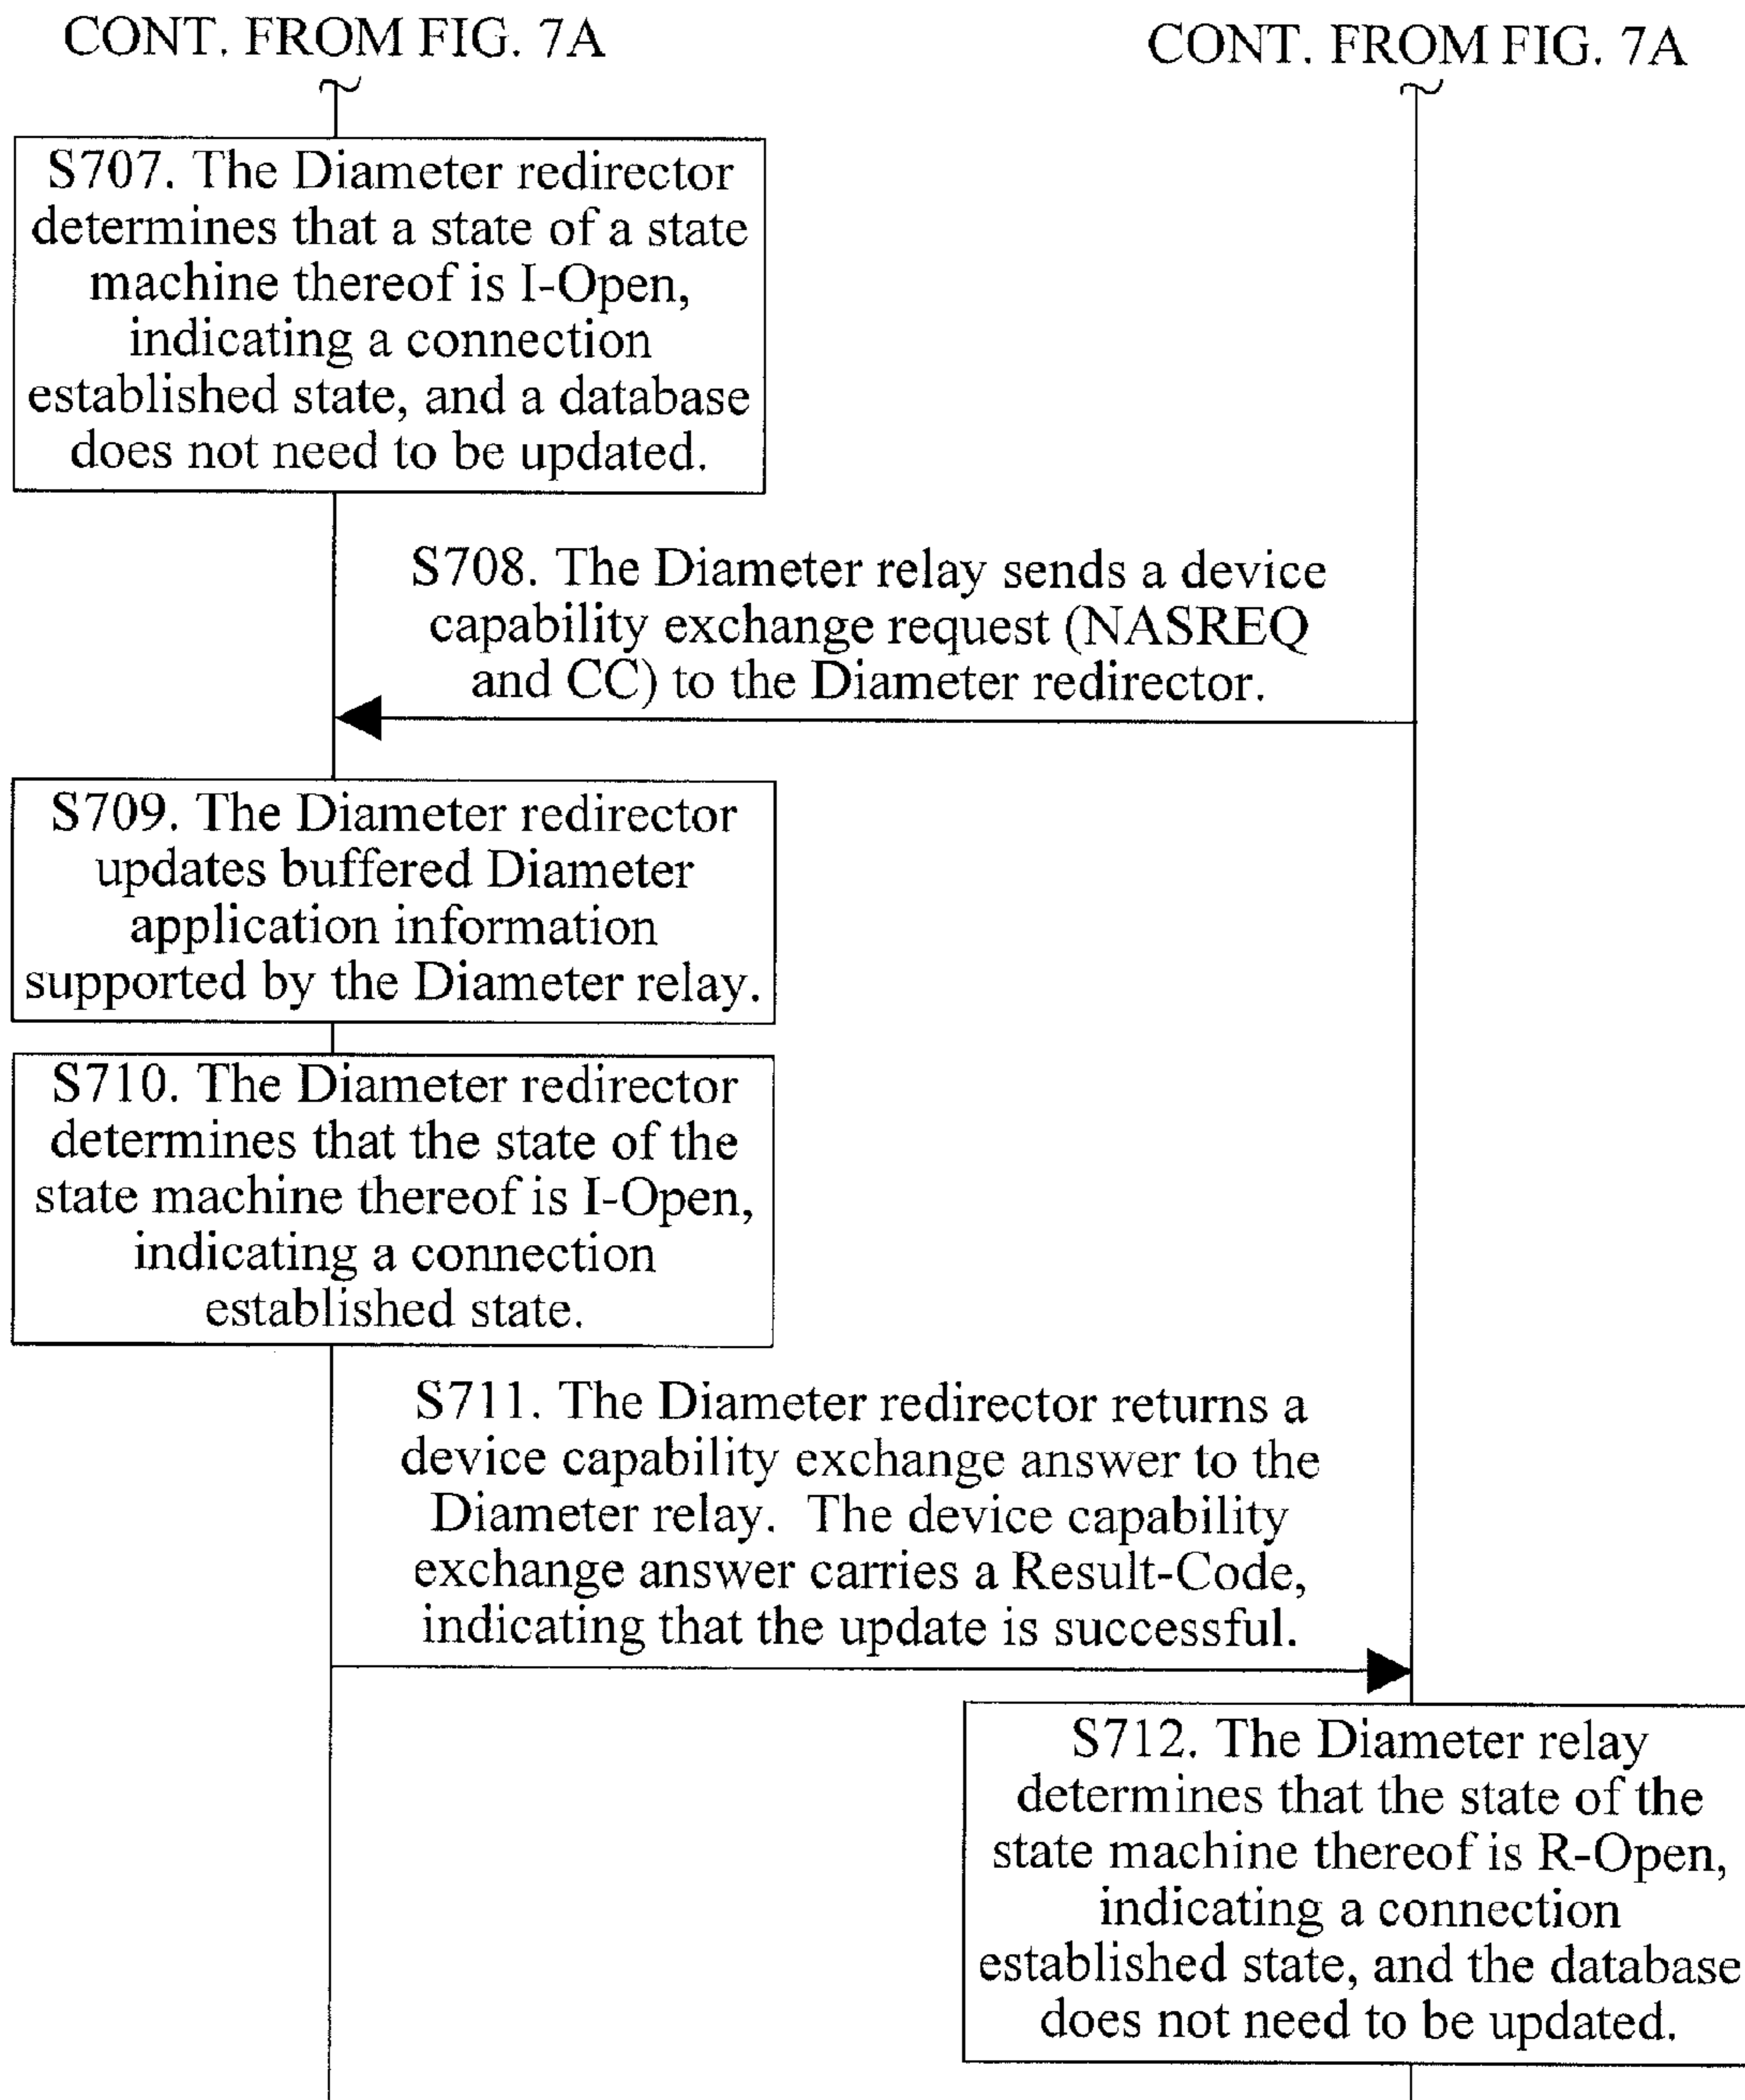 CONT. FROM FIG. 7A
CONT. FROM FIG. 7A
S707. The Diameter redirector
determines that a state of a state
machine thereof is I-Open,
indicating a connection
established state, and a database
does not need to be updated.
S708. The Diameter relay sends a device
capability exchange request (NASREQ
and CC) to the Diameter redirector.
S709. The Diameter redirector
updates buffered Diameter
application information
supported by the Diameter relay.
S710. The Diameter redirector
determines that the state of the
state machine thereof is I-Open,
indicating a connection
established state.
S711. The Diameter redirector returns a
device capability exchange answer to the
Diameter relay. The device capability
exchange answer carries a Result-Code,
indicating that the update is successful.
S712. The Diameter relay
determines that the state of the
state machine thereof is R-Open,
indicating a connection
established state, and the database
does not need to be updated.